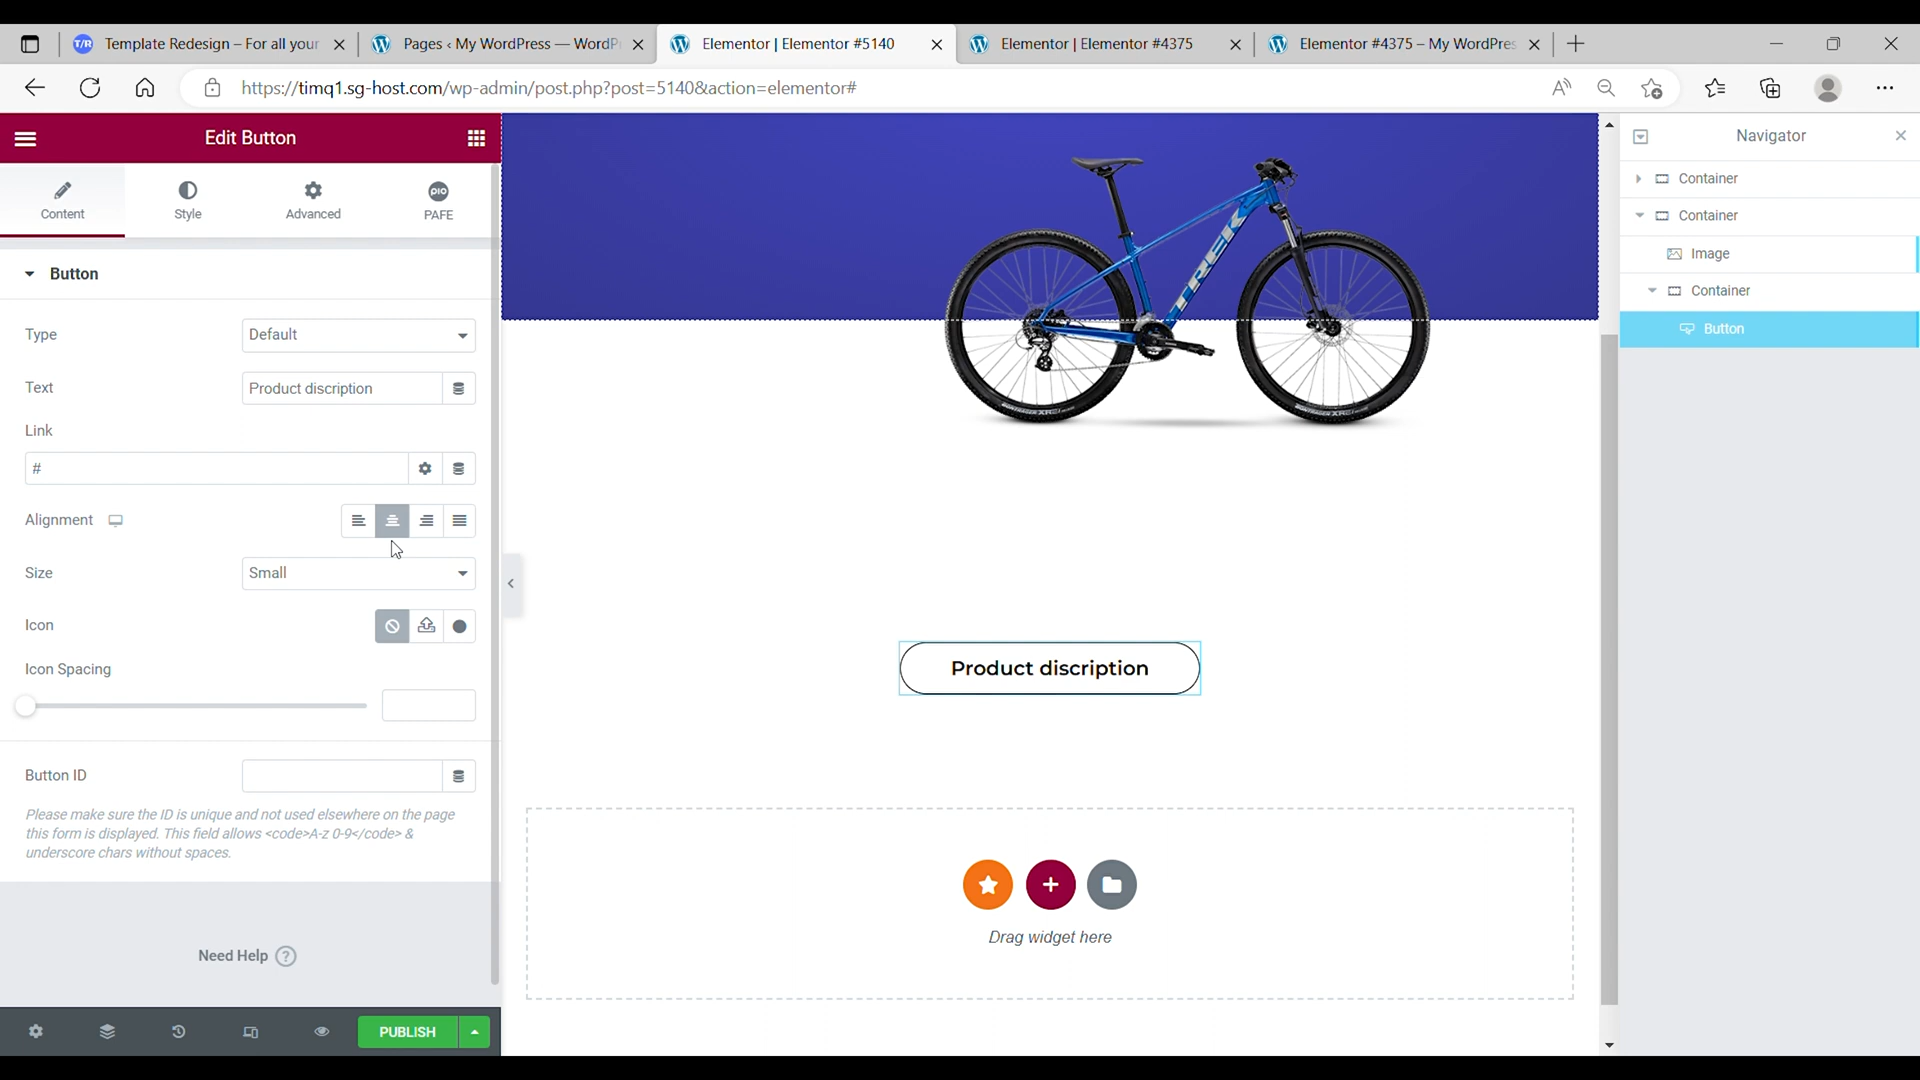 Template Redesign – For all your
Pages ‹ My WordPress — WordP
Elementor | Elementor #5140
Elementor | Elementor #4375
Elementor #4375 – My WordPres
https://timq1.sg-host.com/wp-admin/post.php?post=5140&action=elementor#
Edit Button
Content
Style
Advanced
PAFE
Button
Type
Default
Text
Product discription
Link
#
Alignment
Size
Small
Icon
Icon Spacing
Button ID
Please make sure the ID is unique and not used elsewhere on the page
this form is displayed. This field allows <code>A-z 0-9</code> &
underscore chars without spaces.
Need Help ?
PUBLISH
TREK
Product discription
Drag widget here
Navigator
Container
Container
Image
Container
Button